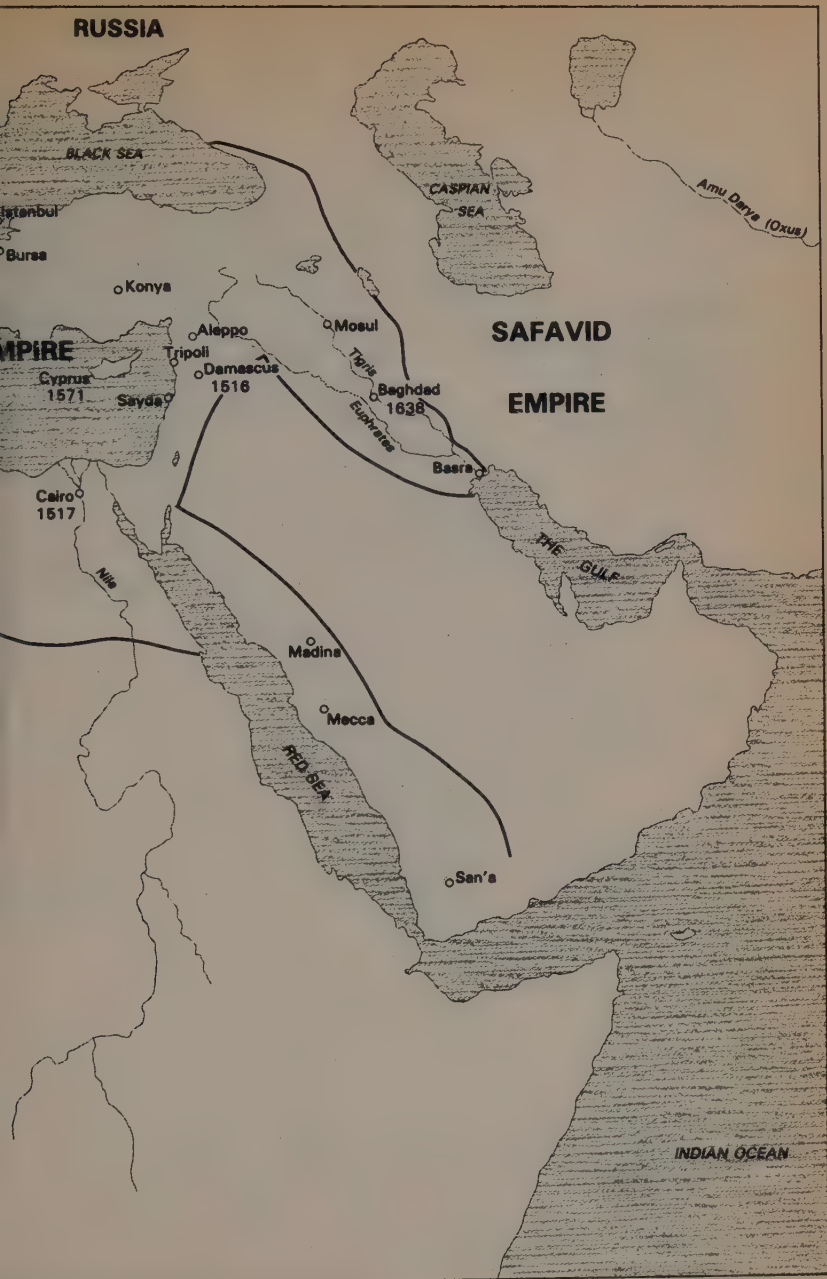 RUSSIA
BLACK SEA
CASPIAN
SEA
Amu Darya (Oxus)
Istanbul
Bursa
Konya
Aleppo
Mosul
SAFAVID
MPIRE
Tripoli
Tigris
Cyprus
1571
Damascus
1516
Baghdad
1638
EMPIRE
Sayda
Euphrates
Basra
Cairo
1517
THE GULF
Nile
Madina
Mecca
RED SEA
San'a
INDIAN OCEAN